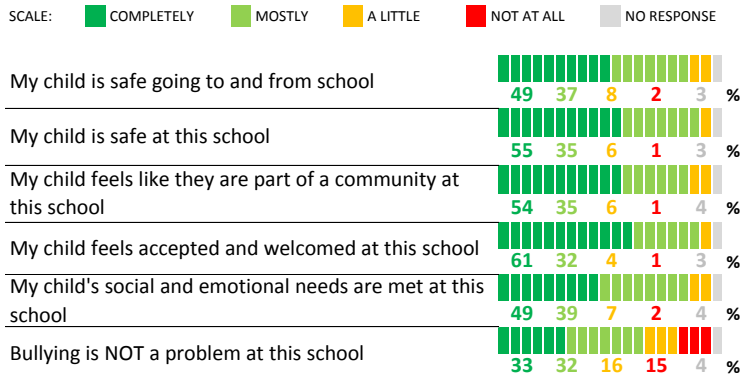 SCALE: COMPLETELY MOSTLY A LITTLE NOT AT ALL NO RESPONSE
My child is safe going to and from school
49 37 8 2 3 %
My child is safe at this school
55 35 6 1 3 %
My child feels like they are part of a community at
this school
54 35 6 1 4 %
My child feels accepted and welcomed at this school
61 32 4 1 3 %
My child's social and emotional needs are met at this
school
49 39 7 2 4 %
Bullying is NOT a problem at this school
33 32 16 15 4 %